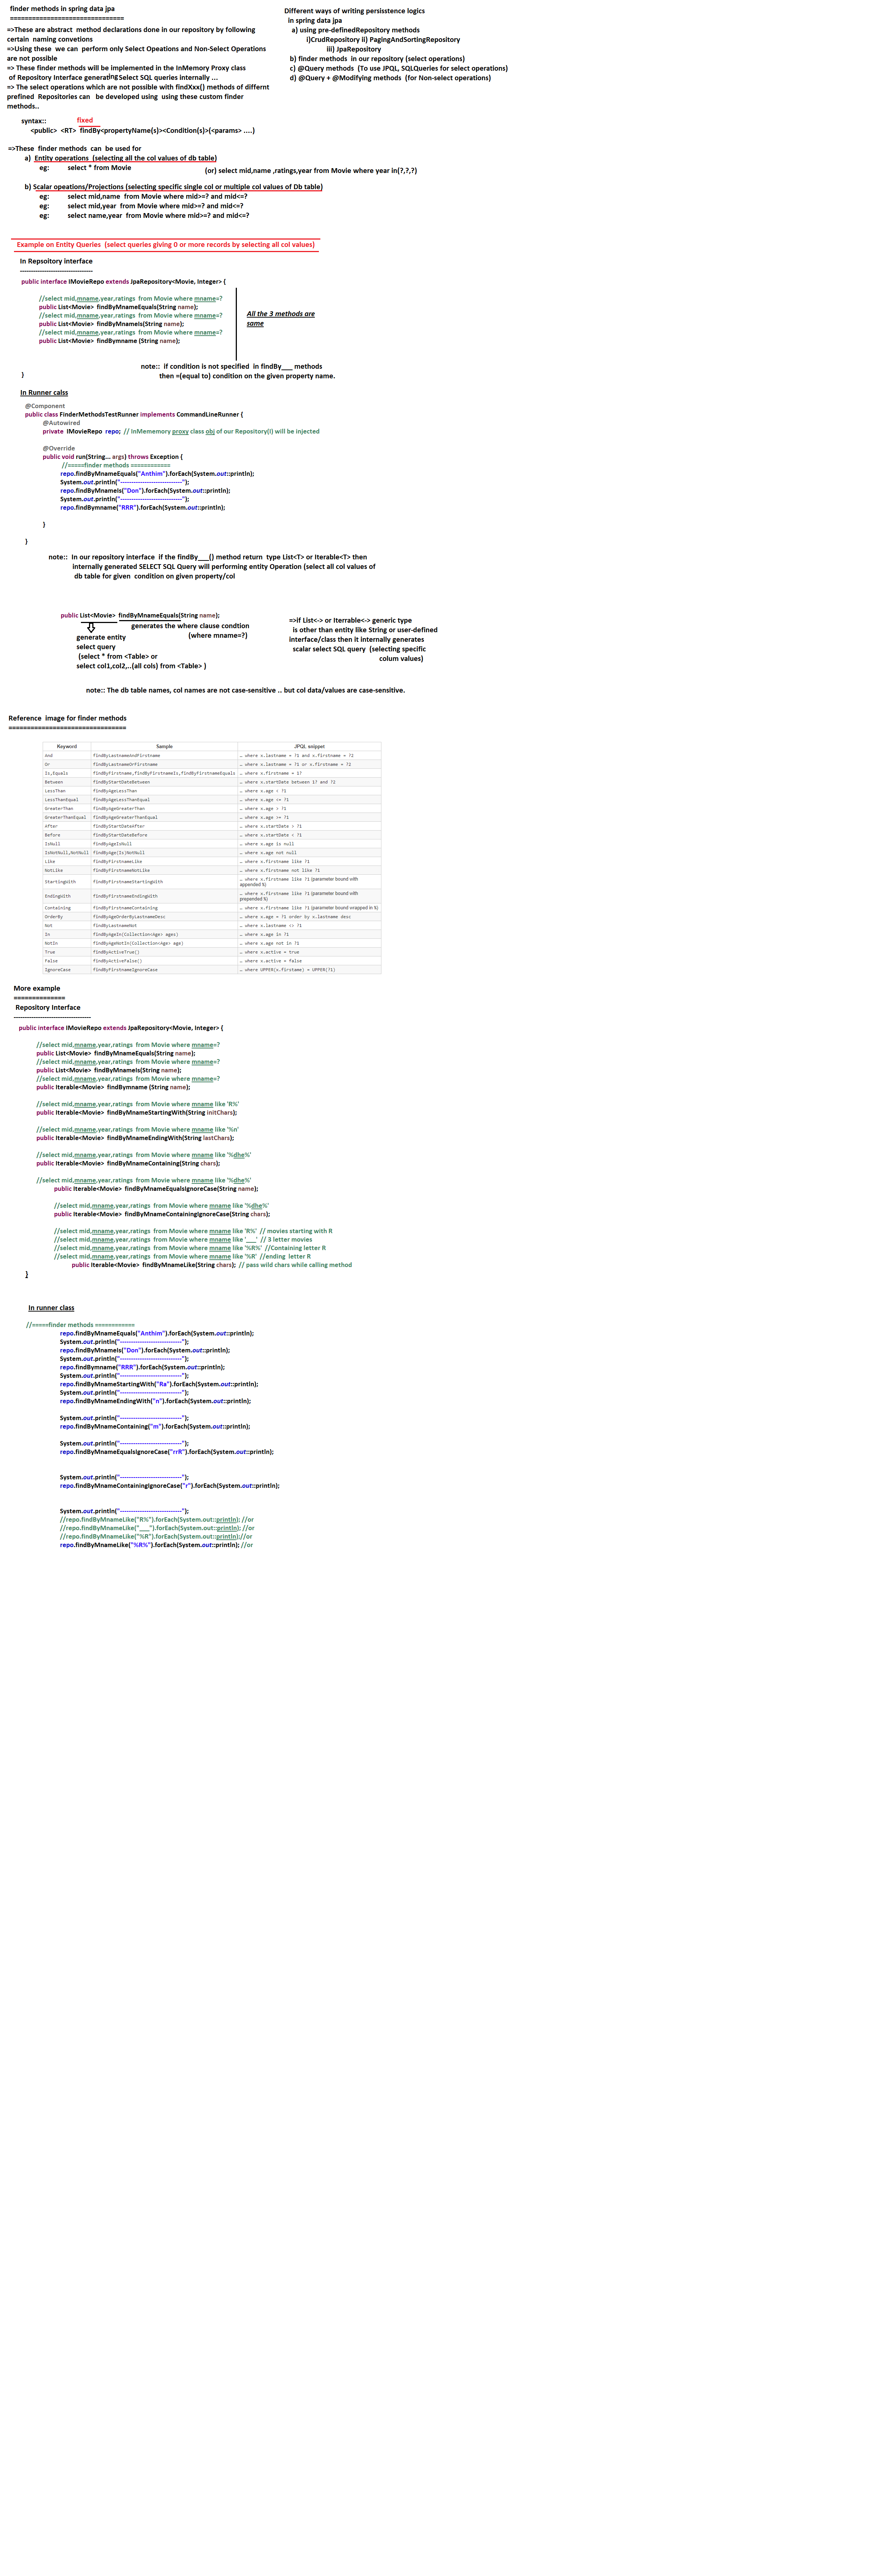 finder methods in spring data jpa
===============================
=>These are abstract  method declarations done in our repository by following
certain  naming convetions
=>Using these  we can  perform only Select Opeations and Non-Select Operations
are not possible
=> These finder methods will be implemented in the InMemory Proxy class
of Repository Interface generating Select SQL queries internally ...
=> The select operations which are not possible with findXxx() methods of differnt
prefined  Repositories can   be developed using  using these custom finder
methods..
Different ways of writing persisstence logics
in spring data jpa
a) using pre-definedRepository methods
i)CrudRepository ii) PagingAndSortingRepository
iii) JpaRepository
b) finder methods  in our repository (select operations)
c) @Query methods  (To use JPQL, SQLQueries for select operations)
d) @Query + @Modifying methods  (for Non-select operations)
syntax::
fixed
<public>  <RT>  findBy<propertyName(s)><Condition(s)>(<params> ....)
=>These  finder methods  can  be used for
a)  Entity operations  (selecting all the col values of db table)
eg:          select * from Movie
(or) select mid,name ,ratings,year from Movie where year in(?,?,?)
b) Scalar opeations/Projections (selecting specific single col or multiple col values of Db table)
eg:          select mid,name  from Movie where mid>=? and mid<=?
eg:          select mid,year  from Movie where mid>=? and mid<=?
eg:          select name,year  from Movie where mid>=? and mid<=?
Example on Entity Queries  (select queries giving 0 or more records by selecting all col values)
In Repsoitory interface
----------------------------------
public interface IMovieRepo extends JpaRepository<Movie, Integer> {
//select mid,mname,year,ratings  from Movie where mname=?
public List<Movie>  findByMnameEquals(String name);
//select mid,mname,year,ratings  from Movie where mname=?
public List<Movie>  findByMnameIs(String name);
//select mid,mname,year,ratings  from Movie where mname=?
public List<Movie>  findBymname (String name);
All the 3 methods are
same
note::  if condition is not specified  in findBy___ methods
then =(equal to) condition on the given property name.
}
In Runner calss
@Component
public class FinderMethodsTestRunner implements CommandLineRunner {
@Autowired
private  IMovieRepo  repo;  // InMememory proxy class obj of our Repository(I) will be injected
@Override
public void run(String... args) throws Exception {
//=====finder methods ============
repo.findByMnameEquals("Anthim").forEach(System.out::println);
System.out.println("----------------------------");
repo.findByMnameIs("Don").forEach(System.out::println);
System.out.println("----------------------------");
repo.findBymname("RRR").forEach(System.out::println);
}
}
note::  In our repository interface  if the findBy___() method return  type List<T> or Iterable<T> then
internally generated SELECT SQL Query will performing entity Operation (select all col values of
db table for given  condition on given property/col
public List<Movie>  findByMnameEquals(String name);
generate entity
select query
(select * from <Table> or
select col1,col2,..(all cols) from <Table> )
generates the where clause condtion
(where mname=?)
=>if List<-> or Iterrable<-> generic type
is other than entity like String or user-defined
interface/class then it internally generates
scalar select SQL query  (selecting specific
colum values)
note:: The db table names, col names are not case-sensitive .. but col data/values are case-sensitive.
Reference  image for finder methods
================================
Keyword Sample JPQL snippet
And findByLastnameAndFirstname … where x.lastname = ?1 and x.firstname = ?2
Or findByLastnameOrFirstname … where x.lastname = ?1 or x.firstname = ?2
Is,Equals findByFirstname,findByFirstnameIs,findByFirstnameEquals … where x.firstname = 1?
Between findByStartDateBetween … where x.startDate between 1? and ?2
LessThan findByAgeLessThan … where x.age < ?1
LessThanEqual findByAgeLessThanEqual … where x.age <= ?1
GreaterThan findByAgeGreaterThan … where x.age > ?1
GreaterThanEqual findByAgeGreaterThanEqual … where x.age >= ?1
After findByStartDateAfter … where x.startDate > ?1
Before findByStartDateBefore … where x.startDate < ?1
IsNull findByAgeIsNull … where x.age is null
IsNotNull,NotNull findByAge(Is)NotNull … where x.age not null
Like findByFirstnameLike … where x.firstname like ?1
NotLike findByFirstnameNotLike … where x.firstname not like ?1
StartingWith findByFirstnameStartingWith … where x.firstname like ?1 (parameter bound with
appended %)
EndingWith findByFirstnameEndingWith … where x.firstname like ?1 (parameter bound with
prepended %)
Containing findByFirstnameContaining … where x.firstname like ?1 (parameter bound wrapped in %)
OrderBy findByAgeOrderByLastnameDesc … where x.age = ?1 order by x.lastname desc
Not findByLastnameNot … where x.lastname <> ?1
In findByAgeIn(Collection<Age> ages) … where x.age in ?1
NotIn findByAgeNotIn(Collection<Age> age) … where x.age not in ?1
True findByActiveTrue() … where x.active = true
False findByActiveFalse() … where x.active = false
IgnoreCase findByFirstnameIgnoreCase … where UPPER(x.firstame) = UPPER(?1)
More example
==============
Repository Interface
------------------------------------
public interface IMovieRepo extends JpaRepository<Movie, Integer> {
//select mid,mname,year,ratings  from Movie where mname=?
public List<Movie>  findByMnameEquals(String name);
//select mid,mname,year,ratings  from Movie where mname=?
public List<Movie>  findByMnameIs(String name);
//select mid,mname,year,ratings  from Movie where mname=?
public Iterable<Movie>  findBymname (String name);
//select mid,mname,year,ratings  from Movie where mname like 'R%'
public Iterable<Movie>  findByMnameStartingWith(String initChars);
//select mid,mname,year,ratings  from Movie where mname like '%n'
public Iterable<Movie>  findByMnameEndingWith(String lastChars);
//select mid,mname,year,ratings  from Movie where mname like '%dhe%'
public Iterable<Movie>  findByMnameContaining(String chars);
//select mid,mname,year,ratings  from Movie where mname like '%dhe%'
public Iterable<Movie>  findByMnameEqualsIgnoreCase(String name);
//select mid,mname,year,ratings  from Movie where mname like '%dhe%'
public Iterable<Movie>  findByMnameContainingIgnoreCase(String chars);
//select mid,mname,year,ratings  from Movie where mname like 'R%'  // movies starting with R
//select mid,mname,year,ratings  from Movie where mname like '___'  // 3 letter movies
//select mid,mname,year,ratings  from Movie where mname like '%R%'  //Containing letter R
//select mid,mname,year,ratings  from Movie where mname like '%R'  //ending  letter R
public Iterable<Movie>  findByMnameLike(String chars);  // pass wild chars while calling method
}
In runner class
//=====finder methods ============
repo.findByMnameEquals("Anthim").forEach(System.out::println);
System.out.println("----------------------------");
repo.findByMnameIs("Don").forEach(System.out::println);
System.out.println("----------------------------");
repo.findBymname("RRR").forEach(System.out::println);
System.out.println("----------------------------");
repo.findByMnameStartingWith("Ra").forEach(System.out::println);
System.out.println("----------------------------");
repo.findByMnameEndingWith("n").forEach(System.out::println);
System.out.println("----------------------------");
repo.findByMnameContaining("m").forEach(System.out::println);
System.out.println("----------------------------");
repo.findByMnameEqualsIgnoreCase("rrR").forEach(System.out::println);
System.out.println("----------------------------");
repo.findByMnameContainingIgnoreCase("r").forEach(System.out::println);
System.out.println("----------------------------");
//repo.findByMnameLike("R%").forEach(System.out::println); //or
//repo.findByMnameLike("___").forEach(System.out::println); //or
//repo.findByMnameLike("%R").forEach(System.out::println);//or
repo.findByMnameLike("%R%").forEach(System.out::println); //or